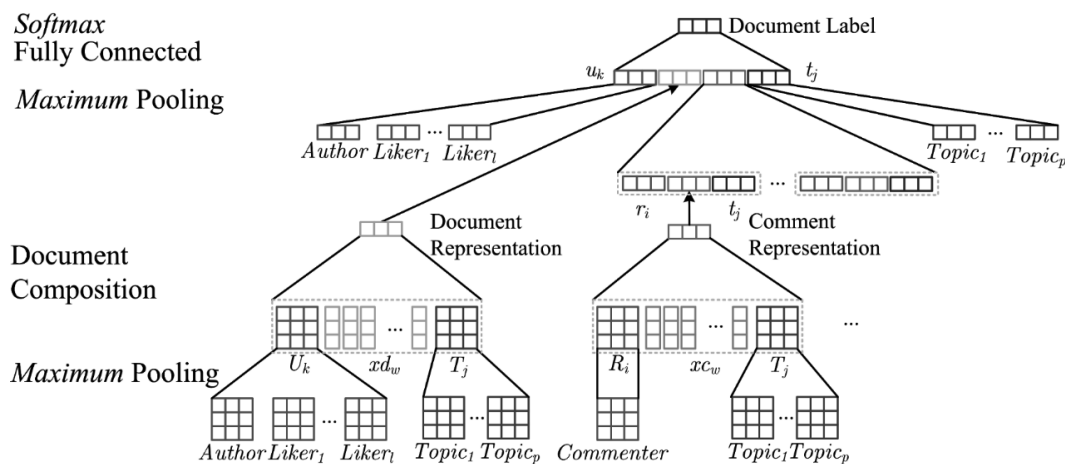 Softmax
Fully Connected
Document Label
u_k
t_j
Maximum Pooling
Author Liker_1 ... Liker_l
Topic_1 ... Topic_p
...
r_i t_j
Document
Representation
Comment
Representation
Document
Composition
... ... ...
U_k xd_w T_j
R_i xc_w T_j
Maximum Pooling
... ... ...
Author Liker_1 Liker_l Topic_1 Topic_p Commenter Topic_1 Topic_p